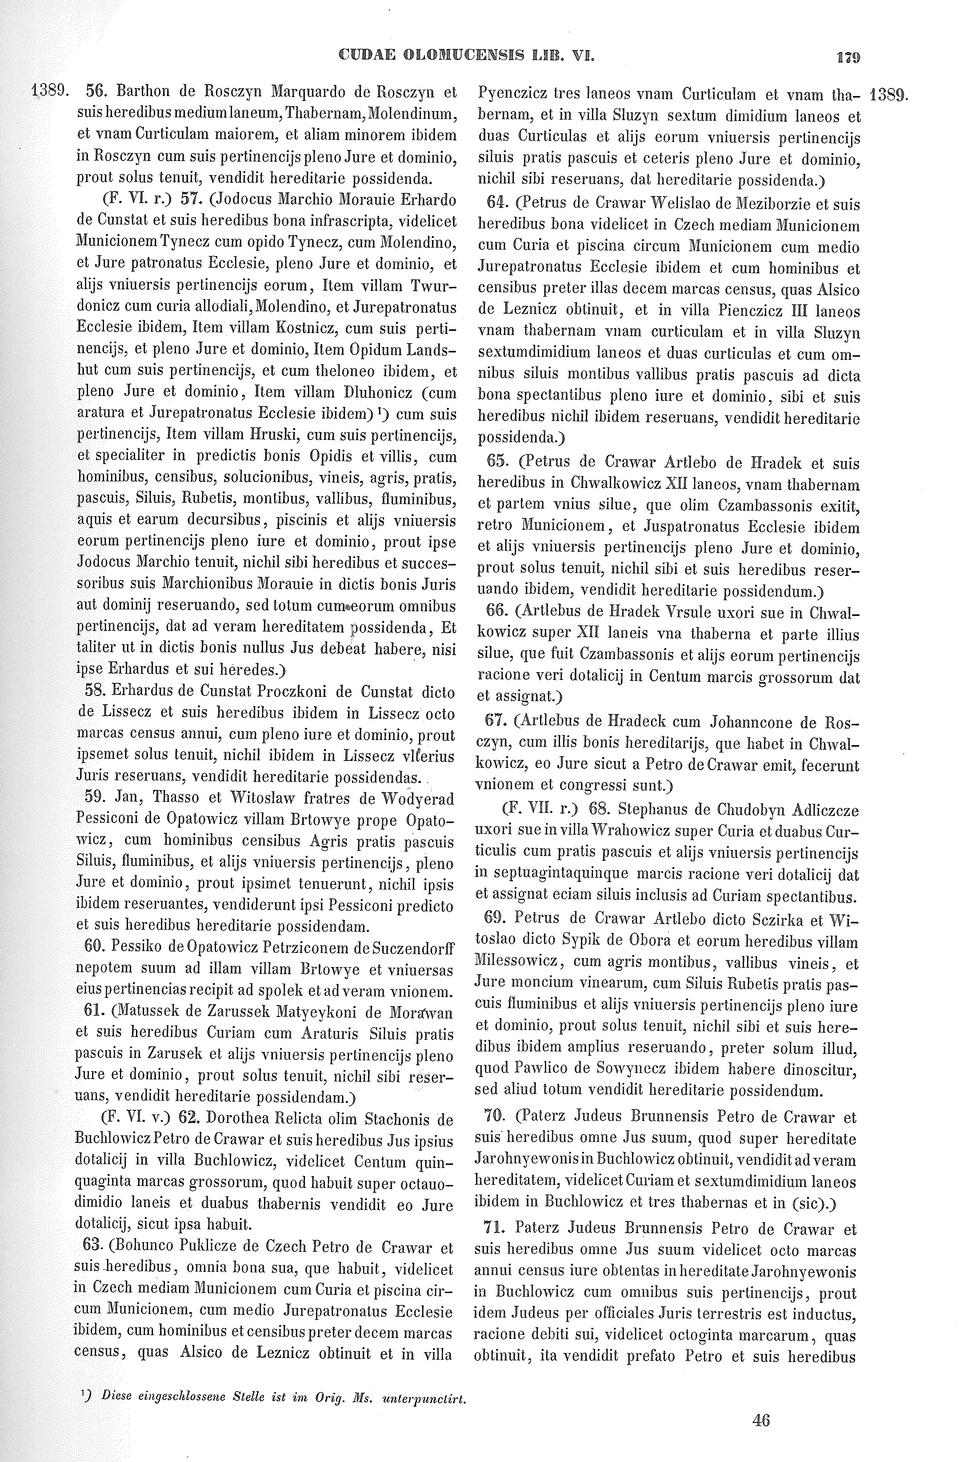 CUDAE OLOMUCENSIS LIB. VI.
179
1389.
56. Barthon de Rosczyn Marquardo de Rosczyn et
suis heredibus medium laneum, Thabernam, Molendinum,
et vnam Curticulam maiorem, et aliam minorem ibidem
in Rosczyn cum suis pertinencijs pleno Jure et dominio,
prout solus tenuit, vendidit hereditarie possidenda.
(F. VI. r.) 57. (Jodocus Marchio Morauie Erhardo
de Cunstat et suis heredibus bona infrascripta, videlicet
Municionem Tynecz cum opido Tynecz, cum Molendino,
et Jure patronatus Ecclesie, pleno Jure et dominio, et
alijs vniuersis pertinencijs eorum, Item villam Twur-
donicz cum curia allodiali, Molendino, et Jurepatronatus
Ecclesie ibidem, Item villam Kostnicz, cum suis perti-
nencijs, et pleno Jure et dominio, Item Opidum Lands-
hut cum suis pertinencijs, et cum theloneo ibidem, et
pleno Jure et dominio, Item villam Dluhonicz (cum
aratura et Jurepatronatus Ecclesie ibidem) ¹) cum suis
pertinencijs, Item villam Hruski, cum suis pertinencijs,
et specialiter in predictis bonis Opidis et villis, cum
hominibus, censibus, solucionibus, vineis, agris, pratis,
pascuis, Siluis, Rubetis, montibus, vallibus, fluminibus,
aquis et earum decursibus, piscinis et alijs vniuersis
eorum pertinencijs pleno iure et dominio, prout ipse
Jodocus Marchio tenuit, nichil sibi heredibus et succes-
soribus suis Marchionibus Morauie in dictis bonis Juris
aut dominij reseruando, sed totum cum eorum omnibus
pertinencijs, dat ad veram hereditatem possidenda, Et
taliter ut in dictis bonis nullus Jus debeat habere, nisi
ipse Erhardus et sui heredes.)
58. Erhardus de Cunstat Proczkoni de Cunstat dicto
de Lissecz et suis heredibus ibidem in Lissecz octo
marcas census annui, cum pleno iure et dominio, prout
ipsemet solus tenuit, nichil ibidem in Lissecz vlterius
Juris reseruans, vendidit hereditarie possidendas.
59. Jan, Thasso et Witoslaw fratres de Wodyerad
Pessiconi de Opatowicz villam Brtowye prope Opato-
wicz, cum hominibus censibus Agris pratis pascuis
Siluis, fluminibus, et alijs vniuersis pertinencijs, pleno
Jure et dominio, prout ipsimet tenuerunt, nichil ipsis
ibidem reseruantes, vendiderunt ipsi Pessiconi predicto
et suis heredibus hereditarie possidendam.
60. Pessiko de Opatowicz Petrziconem de Suczendorff
nepotem suum ad illam villam Brtowye et vniuersas
eius pertinencias recipit ad spolek et ad veram vnionem.
61. (Matussek de Zarussek Matyeykoni de Morawan
et suis heredibus Curiam cum Araturis Siluis pratis
pascuis in Zarusek et alijs vniuersis pertinencijs pleno
Jure et dominio, prout solus tenuit, nichil sibi reser-
uans, vendidit hereditarie possidendam.)
(F. VI. v.) 62. Dorothea Relicta olim Stachonis de
Buchlowicz Petro de Crawar et suis heredibus Jus ipsius
dotalicij in villa Buchlowicz, videlicet Centum quin-
quaginta marcas grossorum, quod habuit super octauo-
dimidio laneis et duabus thabernis vendidit eo Jure
dotalicij, sicut ipsa habuit.
63. (Bohunco Puklicze de Czech Petro de Crawar et
suis heredibus, omnia bona sua, que habuit, videlicet
in Czech mediam Municionem cum Curia et piscina cir-
cum Municionem, cum medio Jurepatronatus Ecclesie
ibidem, cum hominibus et censibus preter decem marcas
census, quas Alsico de Leznicz obtinuit et in villa
Pyenczicz tres laneos vnam Curticulam et vnam tha-
1389.
bernam, et in villa Sluzyn sextum dimidium laneos et
duas Curticulas et alijs eorum vniuersis pertinencijs
siluis pratis pascuis et ceteris pleno Jure et dominio,
nichil sibi reseruans, dat hereditarie possidenda.)
64. (Petrus de Crawar Welislao de Meziborzie et suis
heredibus bona videlicet in Czech mediam Municionem
cum Curia et piscina circum Municionem cum medio
Jurepatronatus Ecclesie ibidem et cum hominibus et
censibus preter illas decem marcas census, quas Alsico
de Leznicz obtinuit, et in villa Pienczicz III laneos
vnam thabernam vnam curticulam et in villa Sluzyn
sextumdimidium laneos et duas curticulas et cum om-
nibus siluis montibus vallibus pratis pascuis ad dicta
bona spectantibus pleno iure et dominio, sibi et suis
heredibus nichil ibidem reseruans, vendidit hereditarie
possidenda.)
65. (Petrus de Crawar Artlebo de Hradek et suis
heredibus in Chwalkowicz XII laneos, vnam thabernam
et partem vnius silue, que olim Czambassonis exitit,
retro Municionem, et Juspatronatus Ecclesie ibidem
et alijs vniuersis pertinencijs pleno Jure et dominio,
prout solus tenuit, nichil sibi et suis heredibus reser-
uando ibidem, vendidit hereditarie possidendum.)
66. (Artlebus de Hradek Vrsule uxori sue in Chwal-
kowicz super XII laneis vna thaberna et parte illius
silue, que fuit Czambassonis et alijs eorum pertinencijs
racione veri dotalicij in Centum marcis grossorum dat
et assignat.)
67. (Artlebus de Hradeck cum Johanncone de Ros-
czyn, cum illis bonis hereditarijs, que habet in Chwal-
kowicz, eo Jure sicut a Petro de Crawar emit, fecerunt
vnionem et congressi sunt.)
(F. VII. r.) 68. Stephanus de Chudobyn Adliczcze
uxori sue in villa Wrahowicz super Curia et duabus Cur-
ticulis cum pratis pascuis et alijs vniuersis pertinencijs
in septuagintaquinque marcis racione veri dotalicij dat
et assignat eciam siluis inclusis ad Curiam spectantibus.
69. Petrus de Crawar Artlebo dicto Sczirka et Wi-
toslao dicto Sypik de Obora et eorum heredibus villam
Milessowicz, cum agris montibus, vallibus vineis, et
Jure moncium vinearum, cum Siluis Rubetis pratis pas-
cuis fluminibus et alijs vniuersis pertinencijs pleno iure
et dominio, prout solus tenuit, nichil sibi et suis here-
dibus ibidem amplius reseruando, preter solum illud,
quod Pawlico de Sowynecz ibidem habere dinoscitur,
sed aliud totum vendidit hereditarie possidendum.
70. (Paterz Judeus Brunnensis Petro de Crawar et
suis heredibus omne Jus suum, quod super hereditate
Jarohnyewonis in Buchlowicz obtinuit, vendidit ad veram
hereditatem, videlicet Curiam et sextumdimidium laneos
ibidem in Buchlowicz et tres thabernas et in (sic).)
71. Paterz Judeus Brunnensis Petro de Crawar et
suis heredibus omne Jus suum videlicet octo marcas
annui census iure obtentas in hereditate Jarohnyewonis
in Buchlowicz cum omnibus suis pertinencijs, prout
idem Judeus per officiales Juris terrestris est inductus,
racione debiti sui, videlicet octoginta marcarum, quas
obtinuit, ita vendidit prefato Petro et suis heredibus
¹) Diese eingeschlossene Stelle ist im Orig. Ms. unterpunctirt.
46